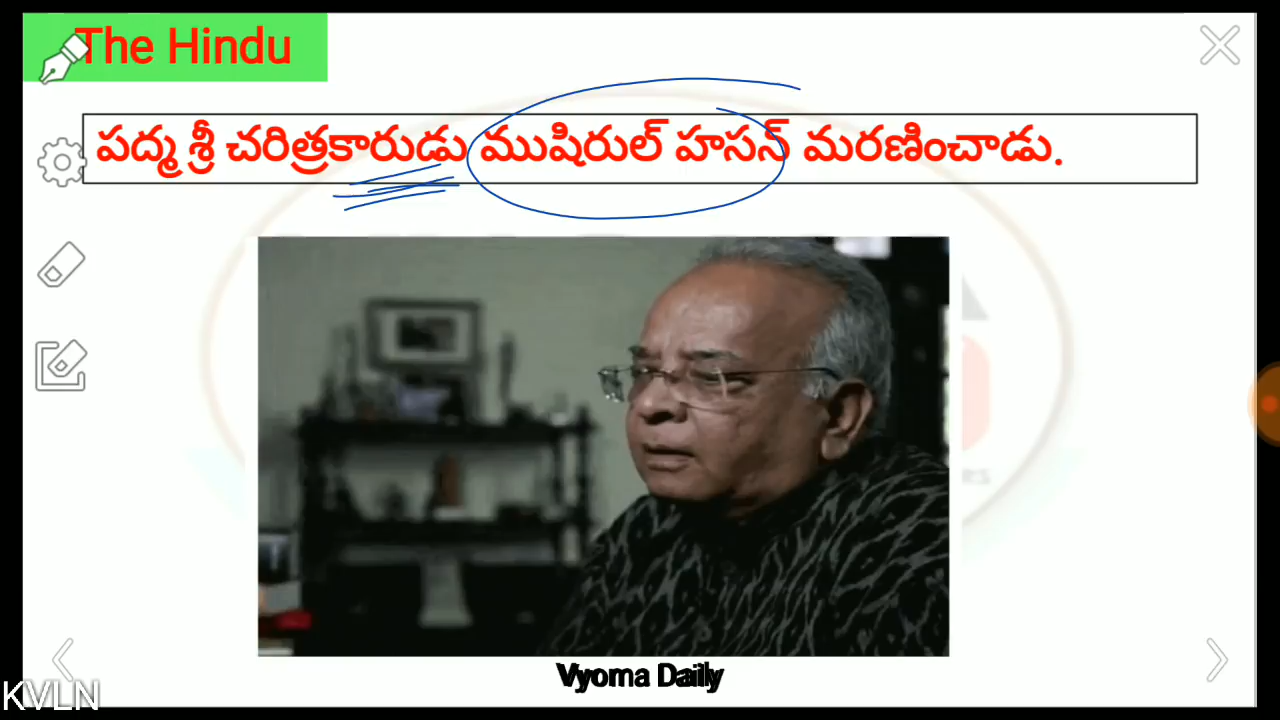 The Hindu
పద్మ శ్రీ చరిత్రకారుడు ముషిరుల్ హసన్ మరణించాడు.
Vyoma Daily
KVLN